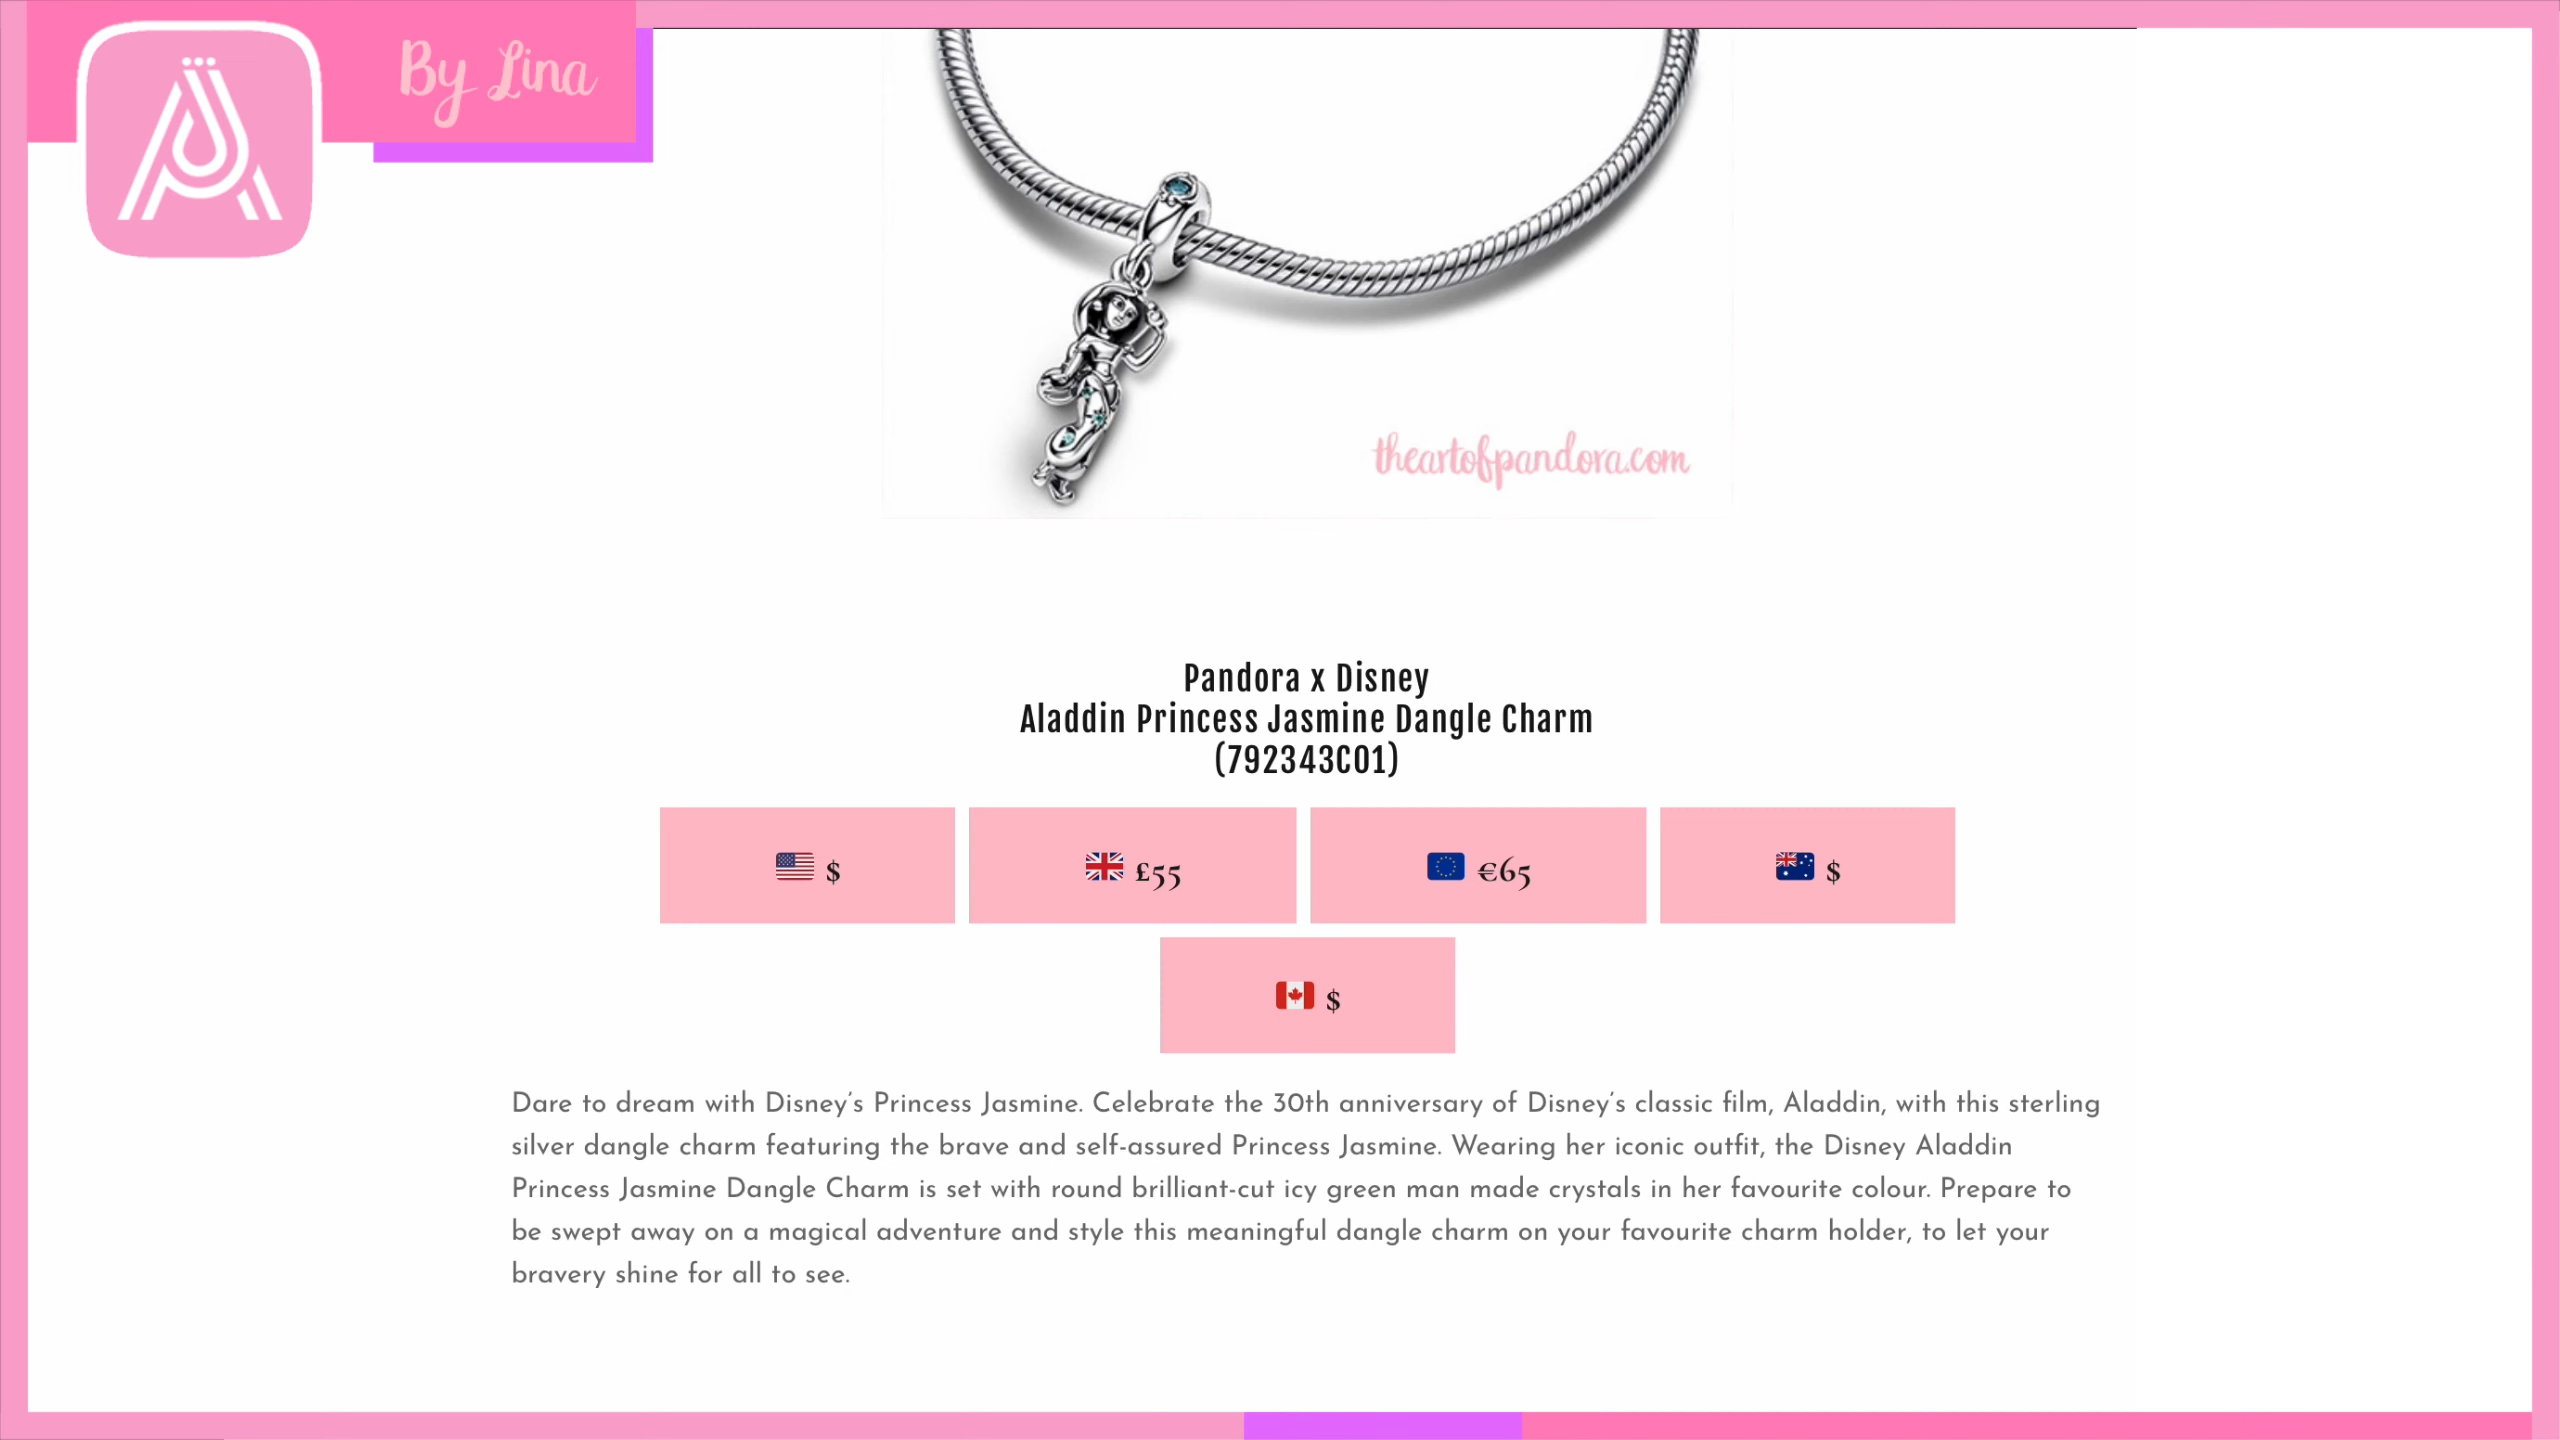 By Lina
theartofpandora.com
Pandora x Disney
Aladdin Princess Jasmine Dangle Charm
(792343C01)
$
£55
€65
$
$
Dare to dream with Disney’s Princess Jasmine. Celebrate the 30th anniversary of Disney’s classic film, Aladdin, with this sterling
silver dangle charm featuring the brave and self-assured Princess Jasmine. Wearing her iconic outfit, the Disney Aladdin
Princess Jasmine Dangle Charm is set with round brilliant-cut icy green man made crystals in her favourite colour. Prepare to
be swept away on a magical adventure and style this meaningful dangle charm on your favourite charm holder, to let your
bravery shine for all to see.